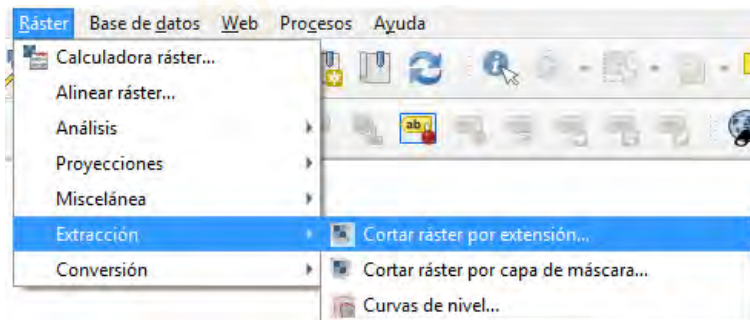 Ráster Base de datos Web Procesos Ayuda
Calculadora ráster...
Alinear ráster...
Análisis
ab
Proyecciones
Miscelánea
Extracción
Cortar ráster por extensión...
Conversión
Cortar ráster por capa de máscara...
Curvas de nivel...